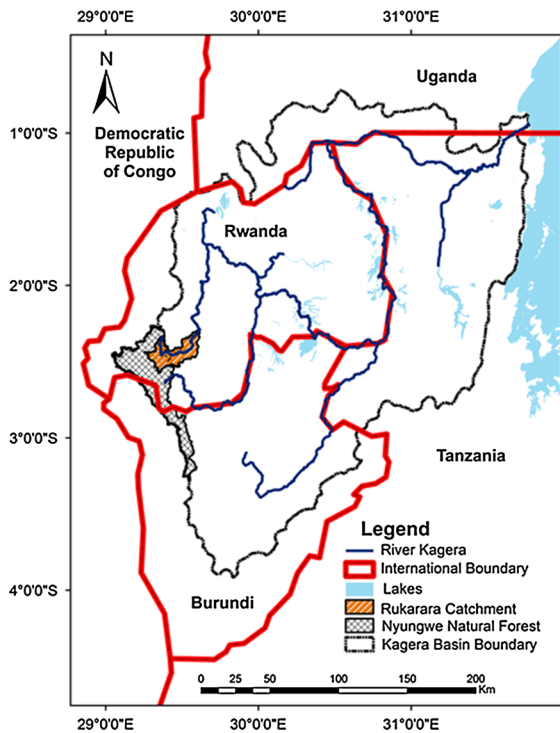 29°0'0"E 30°0'0"E 31°0'0"E
N
Uganda
1°0'0"S
Democratic
Republic
of Congo
Rwanda
2°0'0"S
3°0'0"S
Tanzania
Legend
River Kagera
International Boundary
Lakes
Rukarara Catchment
Nyungwe Natural Forest
Kagera Basin Boundary
4°0'0"S
Burundi
0 25 50 100 150 200
Km
29°0'0"E 30°0'0"E 31°0'0"E